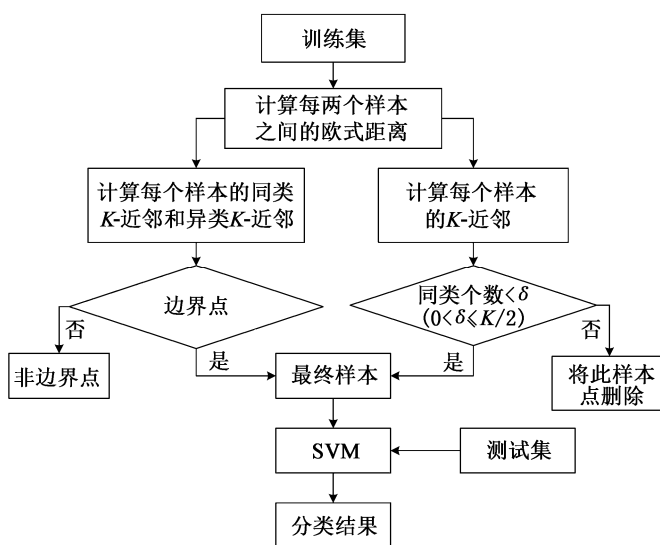 训练集
计算每两个样本
之间的欧式距离
计算每个样本的同类
K-近邻和异类K-近邻
计算每个样本
的K-近邻
边界点
同类个数<δ
(0<δ⩽K/2)
否
是
是
否
非边界点
最终样本
将此样本
点删除
SVM
测试集
分类结果